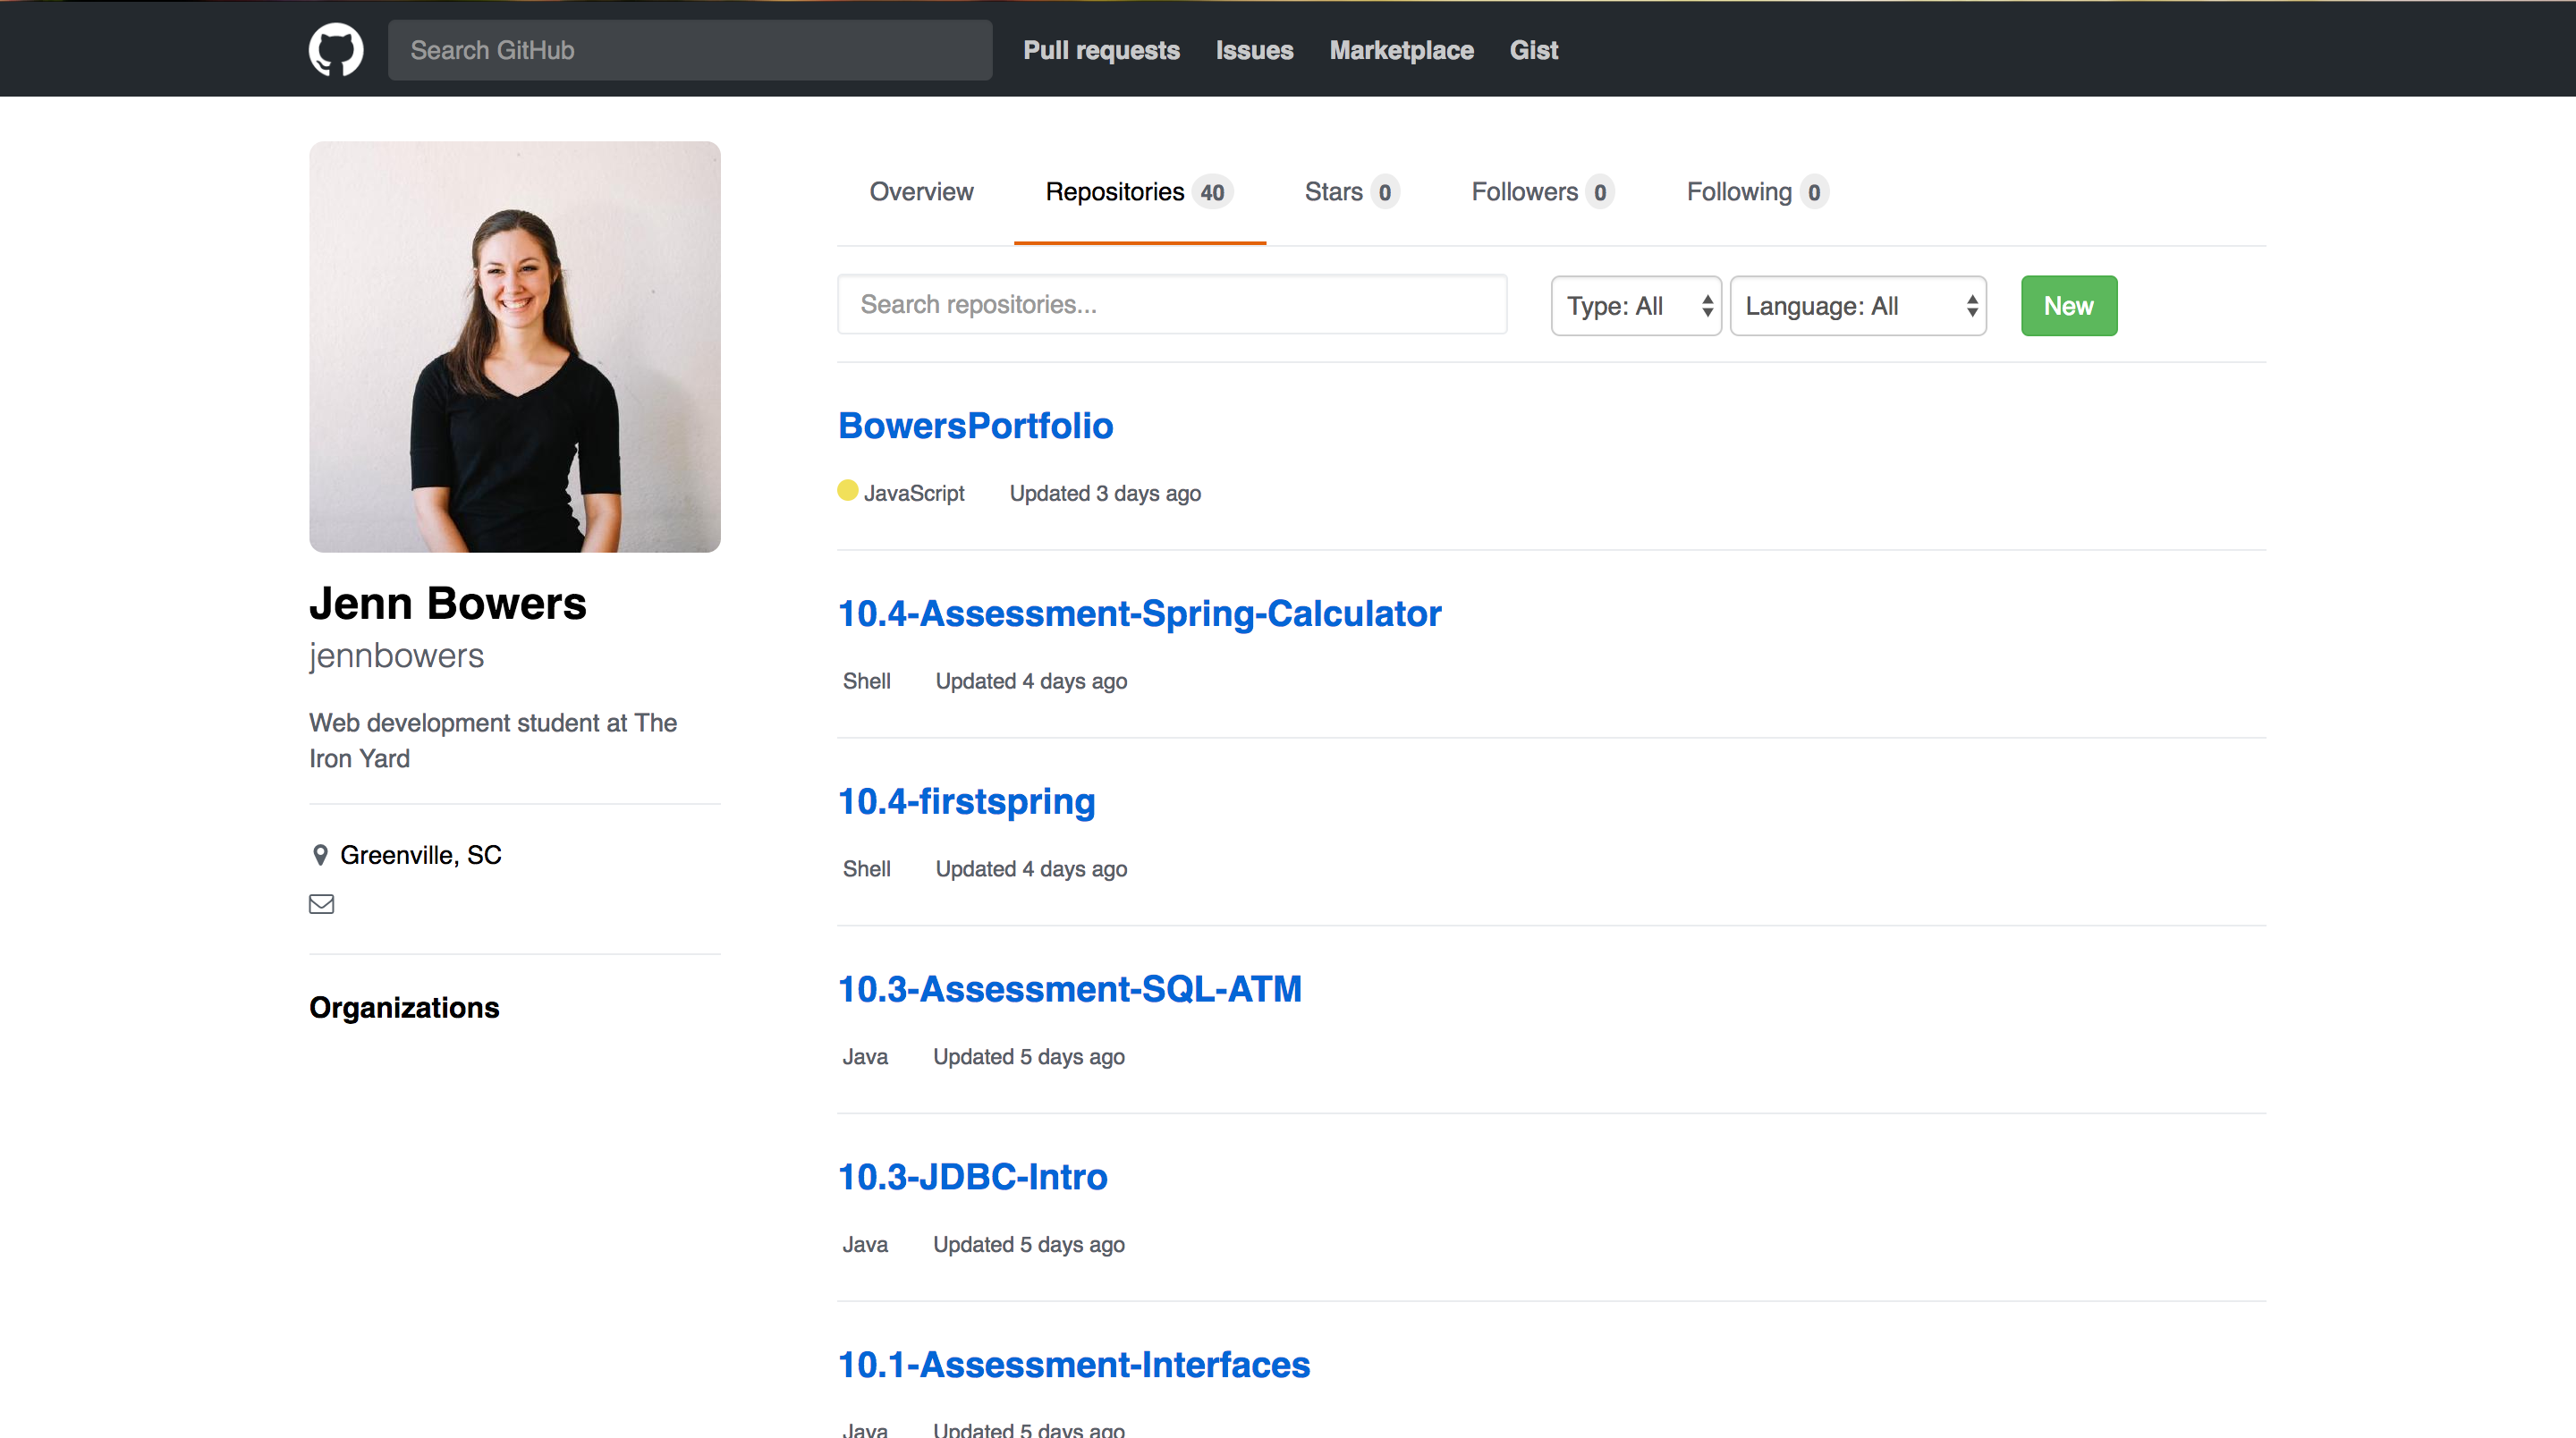 Search GitHub Pull requests Issues Marketplace Gist
Overview Repositories 40 Stars 0 Followers 0 Following 0
Search repositories... Type: All Language: All New
Jenn Bowers
jennbowers
Web development student at The
Iron Yard
Greenville, SC
Organizations
BowersPortfolio
JavaScript Updated 3 days ago
10.4-Assessment-Spring-Calculator
Shell Updated 4 days ago
10.4-firstspring
Shell Updated 4 days ago
10.3-Assessment-SQL-ATM
Java Updated 5 days ago
10.3-JDBC-Intro
Java Updated 5 days ago
10.1-Assessment-Interfaces
Java Updated 5 days ago